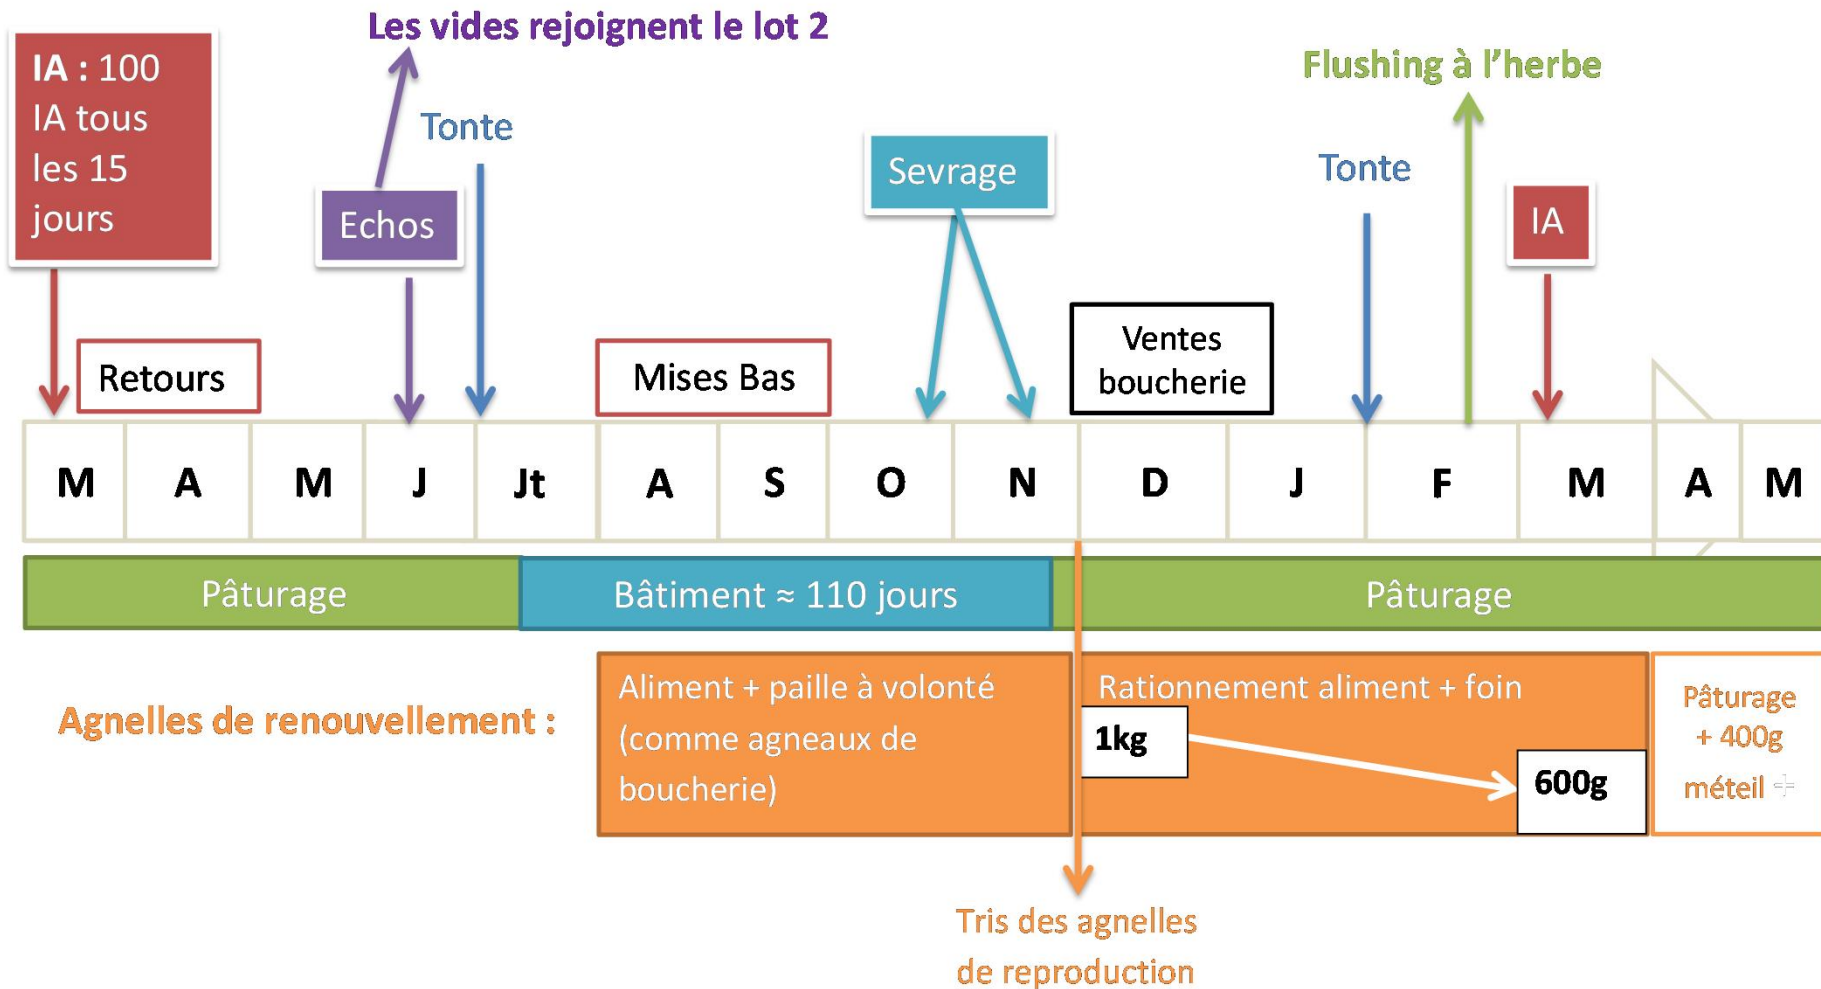 Les vides rejoignent le lot 2
IA : 100
IA tous
les 15
jours
Flushing à l'herbe
Tonte
Echos
Sevrage
Tonte
IA
Retours
Mises Bas
Ventes
boucherie
M A M J Jt A S O N D J F M A M
Pâturage Bâtiment ≈ 110 jours Pâturage
Agnelles de renouvellement :
Aliment + paille à volonté
(comme agneaux de
boucherie)
Rationnement aliment + foin
1kg
600g
Pâturage
+ 400g
méteil +
Tris des agnelles
de reproduction